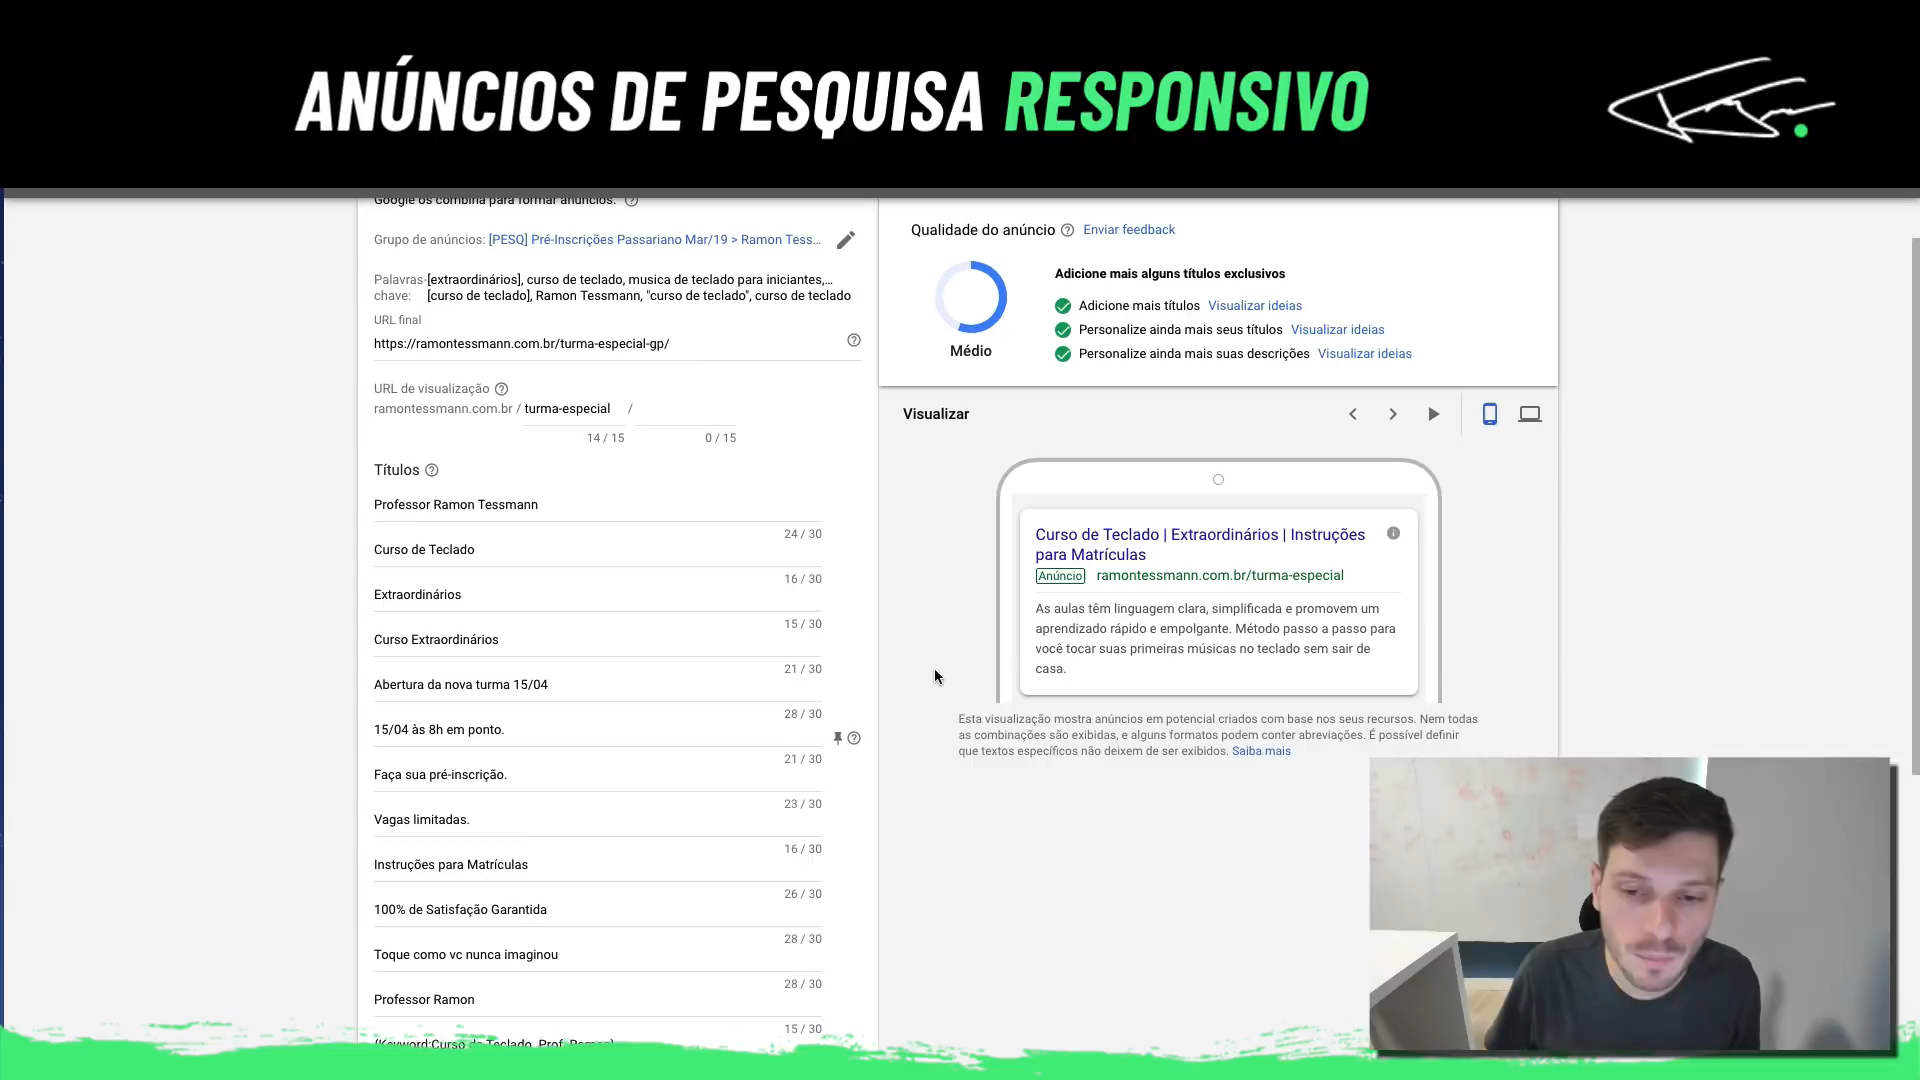 ANÚNCIOS DE PESQUISA RESPONSIVO
Google os combina para formar anúncios.
Grupo de anúncios: [PESQ] Pré-Inscrições Passariano Mar/19 > Ramon Tess...
Palavras-chave: [extraordinários], curso de teclado, musica de teclado para iniciantes,...
[curso de teclado], Ramon Tessmann, "curso de teclado", curso de teclado
URL final
https://ramontessmann.com.br/turma-especial-gp/
URL de visualização
ramontessmann.com.br / turma-especial /
14 / 15 0 / 15
Títulos
Professor Ramon Tessmann
24 / 30
Curso de Teclado
16 / 30
Extraordinários
15 / 30
Curso Extraordinários
21 / 30
Abertura da nova turma 15/04
28 / 30
15/04 às 8h em ponto.
21 / 30
Faça sua pré-inscrição.
23 / 30
Vagas limitadas.
16 / 30
Instruções para Matrículas
26 / 30
100% de Satisfação Garantida
28 / 30
Toque como vc nunca imaginou
28 / 30
Professor Ramon
15 / 30
Qualidade do anúncio Enviar feedback
Médio
Adicione mais alguns títulos exclusivos
Adicione mais títulos Visualizar ideias
Personalize ainda mais seus títulos Visualizar ideias
Personalize ainda mais suas descrições Visualizar ideias
Visualizar
Curso de Teclado | Extraordinários | Instruções
para Matrículas
Anúncio ramontessmann.com.br/turma-especial
As aulas têm linguagem clara, simplificada e promovem um
aprendizado rápido e empolgante. Método passo a passo para
você tocar suas primeiras músicas no teclado sem sair de
casa.
Esta visualização mostra anúncios em potencial criados com base nos seus recursos. Nem todas
as combinações são exibidas, e alguns formatos podem conter abreviações. É possível definir
que textos específicos não deixem de ser exibidos. Saiba mais